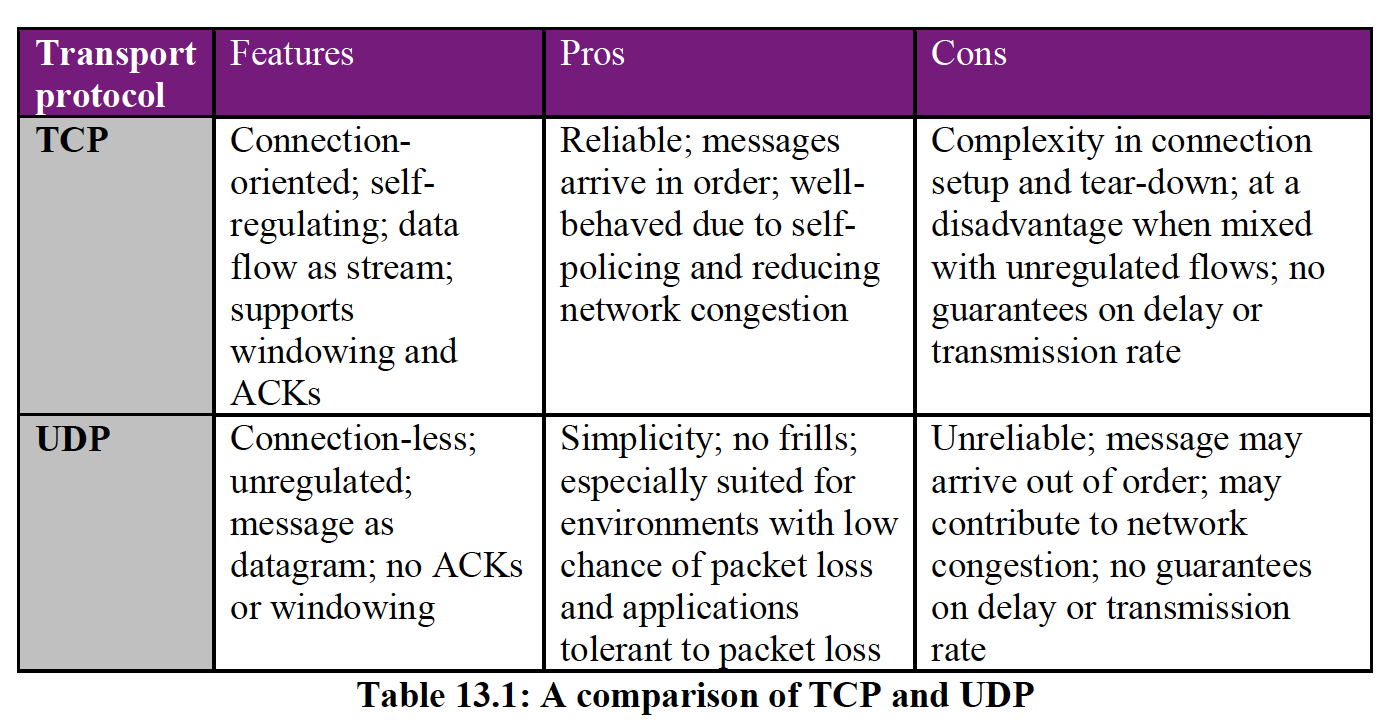 Transport protocol
Features
Pros
Cons
TCP
Connection-
oriented; self-
regulating; data
flow as stream;
supports
windowing and
ACKs
Reliable; messages
arrive in order; well-
behaved due to self-
policing and reducing
network congestion
Complexity in connection
setup and tear-down; at a
disadvantage when mixed
with unregulated flows; no
guarantees on delay or
transmission rate
UDP
Connection-less;
unregulated;
message as
datagram; no ACKs
or windowing
Simplicity; no frills;
especially suited for
environments with low
chance of packet loss
and applications
tolerant to packet loss
Unreliable; message may
arrive out of order; may
contribute to network
congestion; no guarantees
on delay or transmission
rate
Table 13.1: A comparison of TCP and UDP